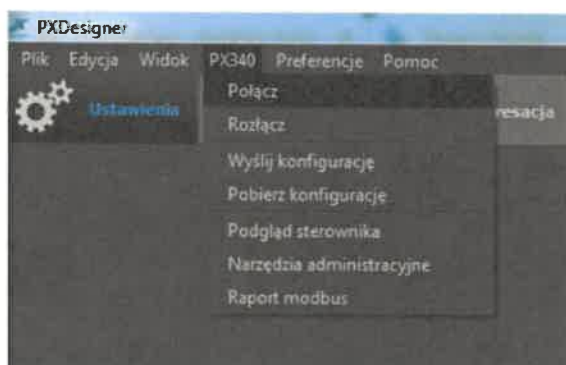 PXDesigner
Plik Edycja Widok PX340 Preferencje Pomoc
Ustawienia
resacja
Połącz
Rozłącz
Wyślij konfigurację
Pobierz konfigurację
Podgląd sterownika
Narzędzia administracyjne
Raport modbus